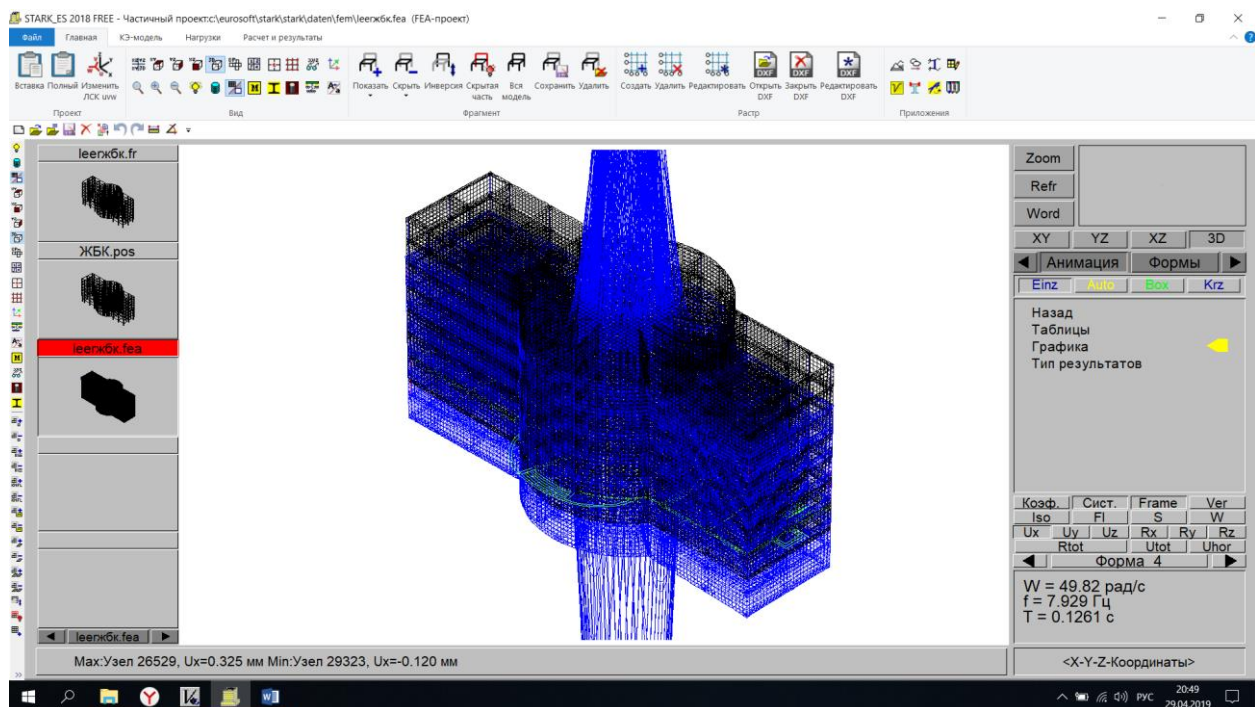 STARK_ES 2018 FREE - Частичный проект:c:\eurosoft\stark\stark\daten\fem\leerжбк.fea (FEA-проект)
Файл Главная КЭ-модель Нагрузки Расчет и результаты
Вставка Полный Изменить ЛСК uvw
Показать Скрыть Инверсия Скрытая часть Вся модель Сохранить Удалить
Создать Удалить Редактировать Открыть DXF Закрыть DXF Редактировать DXF
Проект Вид Фрагмент Растр Приложения
leerжбк.fr
ЖБК.pos
leerжбк.fea
leerжбк.fea
Zoom
Refr
Word
XY YZ XZ 3D
Анимация Формы
Einz Auto Box Krz
Назад
Таблицы
Графика
Тип результатов
Коэф. Сист. Frame Ver
Iso Fl S W
Ux Uy Uz Rx Ry Rz
Rtot Utot Uhor
Форма 4
W = 49.82 рад/с
f = 7.929 Гц
T = 0.1261 с
Max:Узел 26529, Ux=0.325 мм Min:Узел 29323, Ux=-0.120 мм
<X-Y-Z-Координаты>
РУС
20:49
29.04.2019